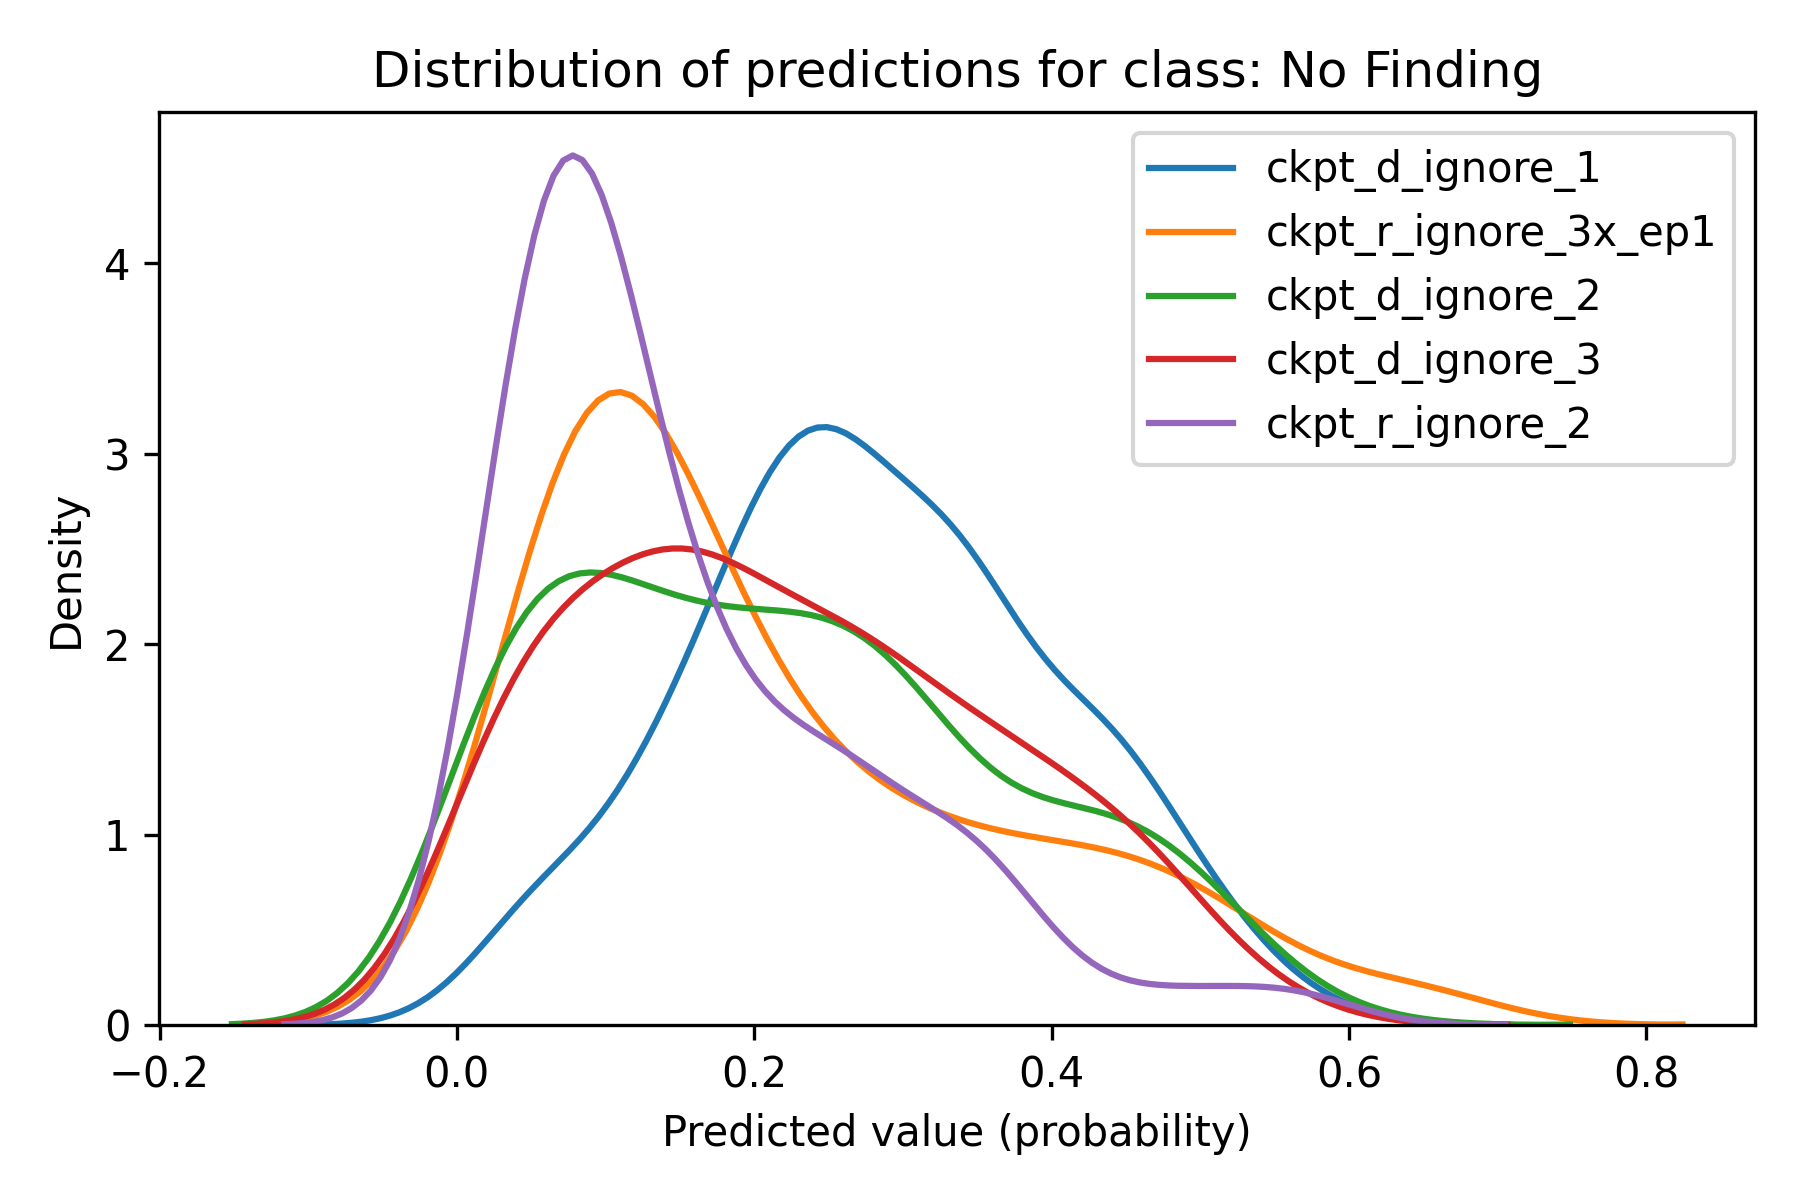 Distribution of predictions for class: No Finding
ckpt_d_ignore_1
ckpt_r_ignore_3x_ep1
ckpt_d_ignore_2
ckpt_d_ignore_3
ckpt_r_ignore_2
Density
4
3
2
1
0
−0.2 0.0 0.2 0.4 0.6 0.8
Predicted value (probability)